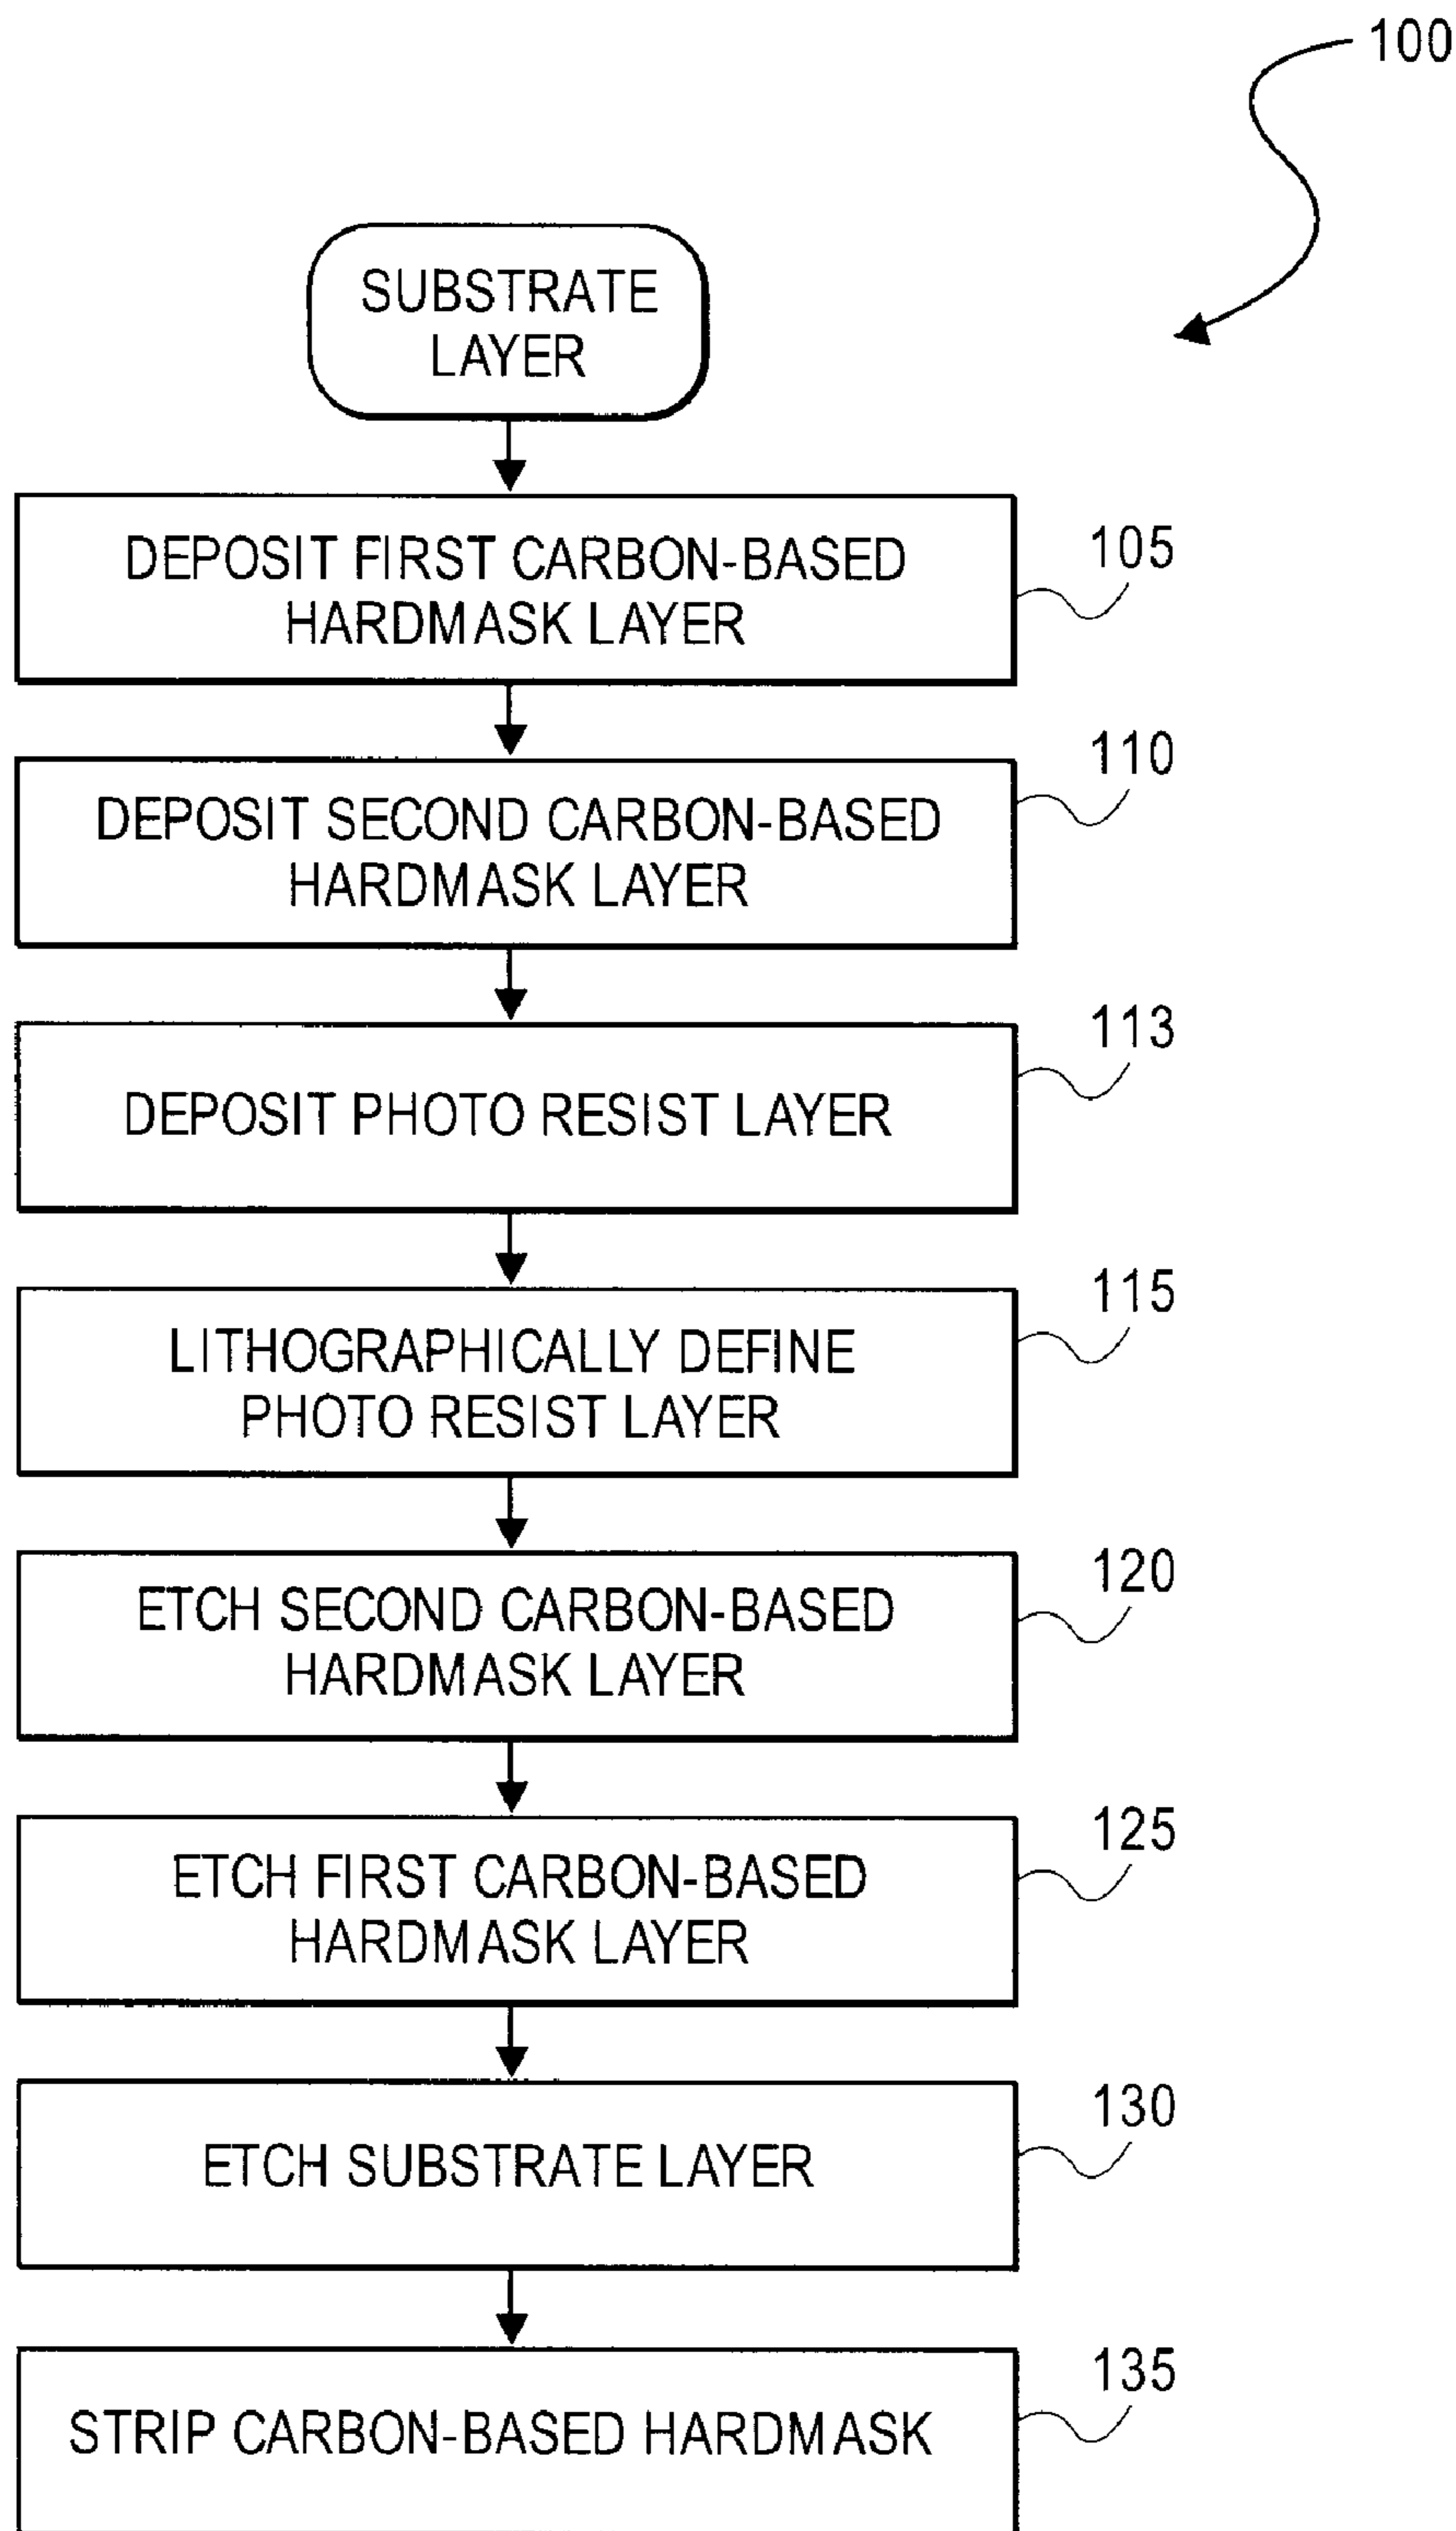 100
SUBSTRATE
LAYER
DEPOSIT FIRST CARBON-BASED
HARDMASK LAYER
105
DEPOSIT SECOND CARBON-BASED
HARDMASK LAYER
110
DEPOSIT PHOTO RESIST LAYER
113
LITHOGRAPHICALLY DEFINE
PHOTO RESIST LAYER
115
ETCH SECOND CARBON-BASED
HARDMASK LAYER
120
ETCH FIRST CARBON-BASED
HARDMASK LAYER
125
ETCH SUBSTRATE LAYER
130
STRIP CARBON-BASED HARDMASK
135